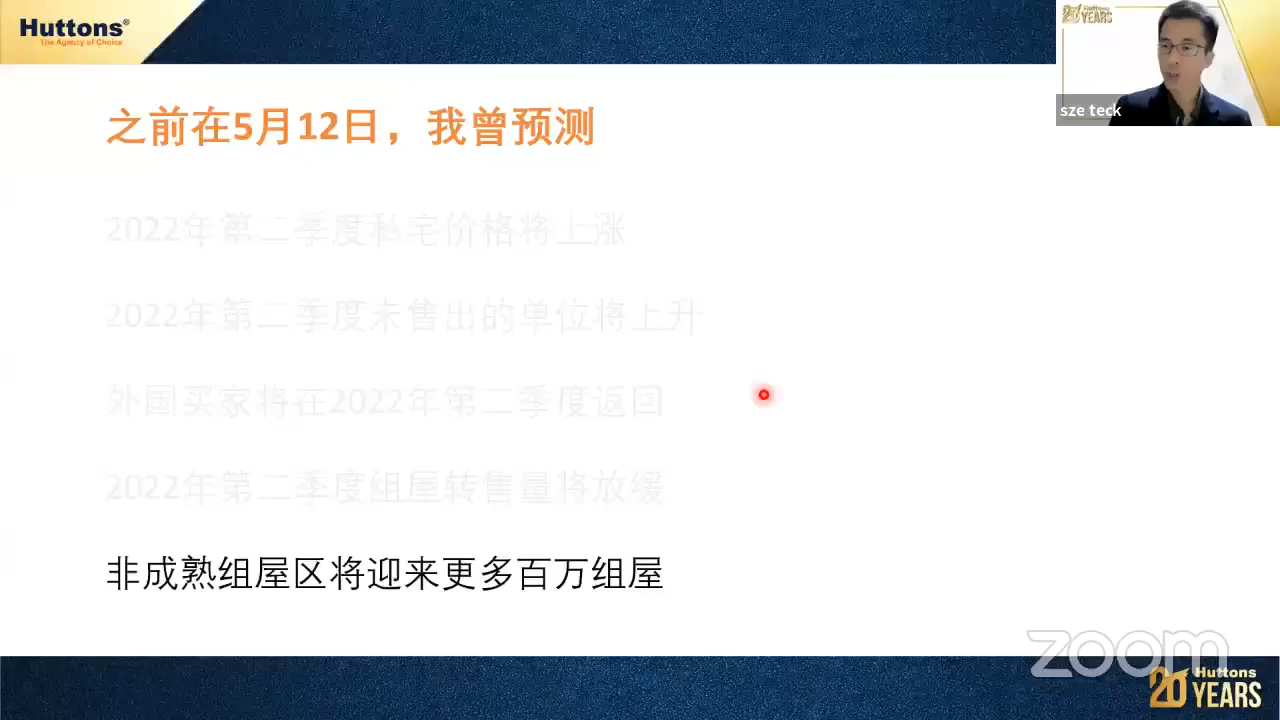 Huttons®
The Agency of Choice
20 Huttons YEARS
sze teck
之前在5月12日，我曾预测
2022年第二季度私宅价格将上涨
2022年第二季度未售出的单位将上升
外国买家将在2022年第二季度返回
2022年第二季度组屋转售量将放缓
非成熟组屋区将迎来更多百万组屋
zoom
20 Huttons YEARS